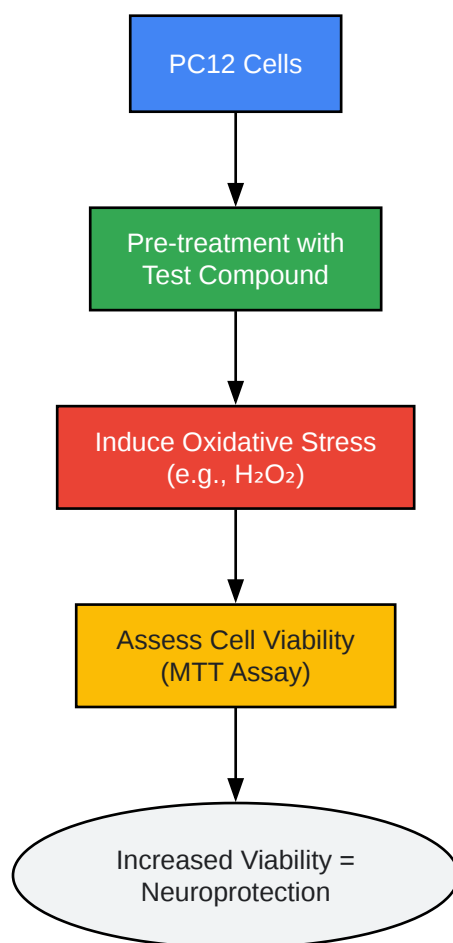 PC12 Cells
Pre-treatment with
Test Compound
Induce Oxidative Stress
(e.g., H₂O₂)
Assess Cell Viability
(MTT Assay)
Increased Viability =
Neuroprotection